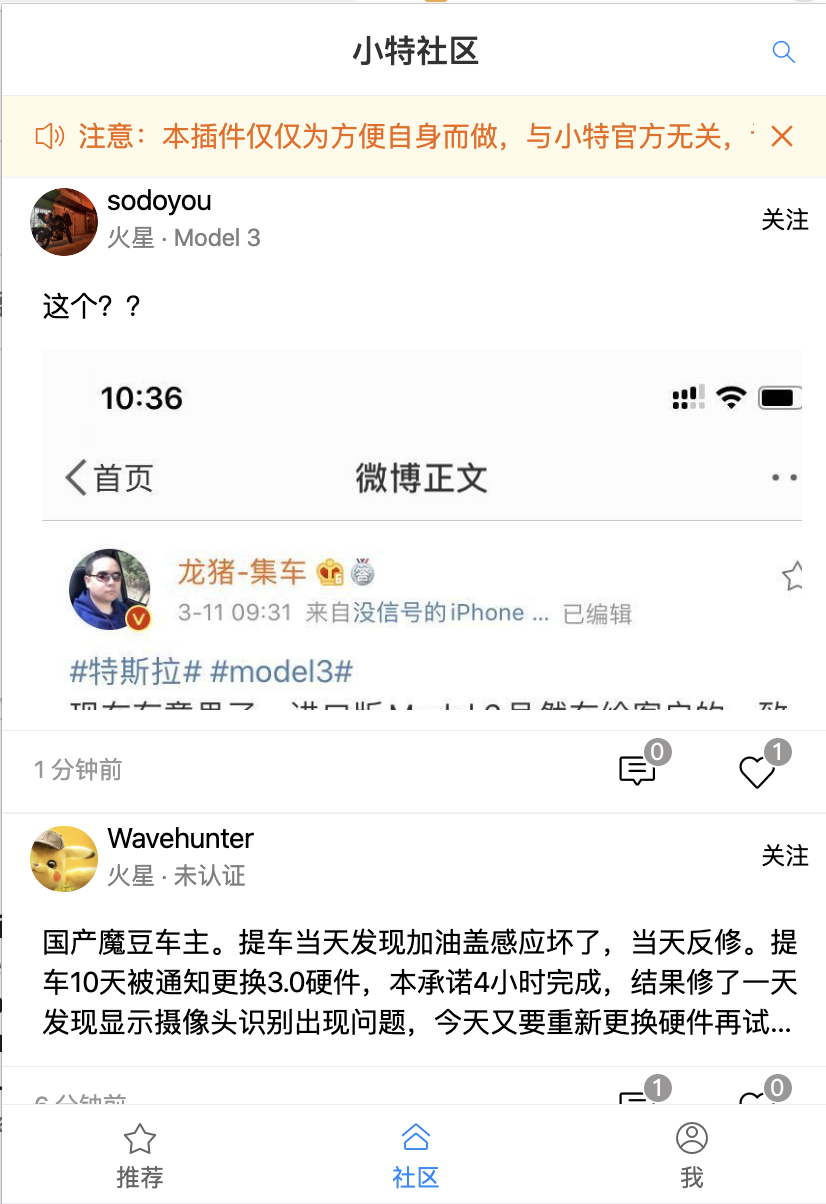 小特社区
注意：本插件仅仅为方便自身而做，与小特官方无关，
sodoyou
关注
火星 · Model 3
这个？？
10:36
首页
微博正文
龙猪-集车
3-11 09:31 来自没信号的iPhone ... 已编辑
#特斯拉# #model3#
1 分钟前
0
1
Wavehunter
关注
火星 · 未认证
国产魔豆车主。提车当天发现加油盖感应坏了，当天反修。提
车10天被通知更换3.0硬件，本承诺4小时完成，结果修了一天
发现显示摄像头识别出现问题，今天又要重新更换硬件再试...
6 分钟前
1
0
推荐
社区
我